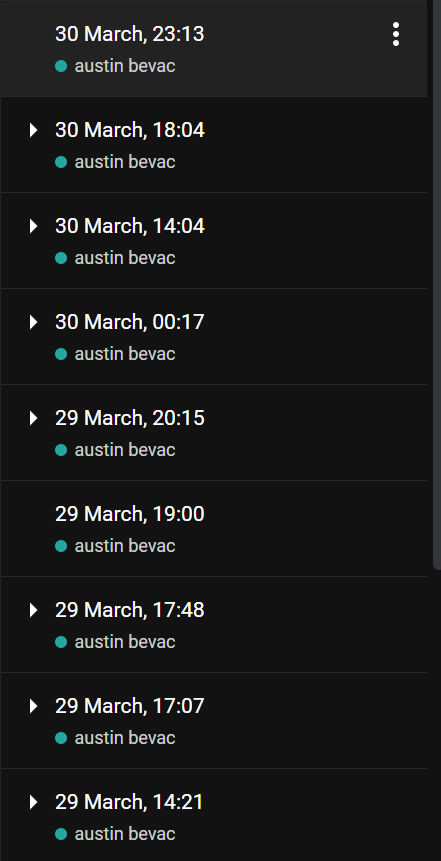 30 March, 23:13
austin bevac
30 March, 18:04
austin bevac
30 March, 14:04
austin bevac
30 March, 00:17
austin bevac
29 March, 20:15
austin bevac
29 March, 19:00
austin bevac
29 March, 17:48
austin bevac
29 March, 17:07
austin bevac
29 March, 14:21
austin bevac